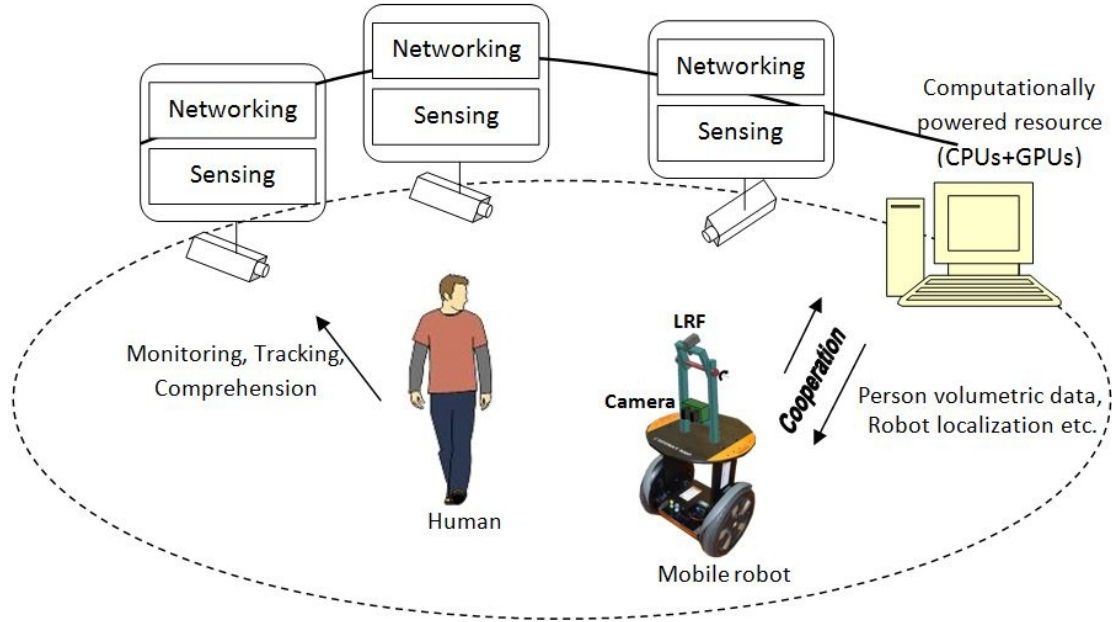 Networking
Sensing
Networking
Sensing
Networking
Sensing
Computationally
powered resource
(CPUs+GPUs)
Monitoring, Tracking,
Comprehension
Human
LRF
Camera
Mobile robot
Cooperation
Person volumetric data,
Robot localization etc.